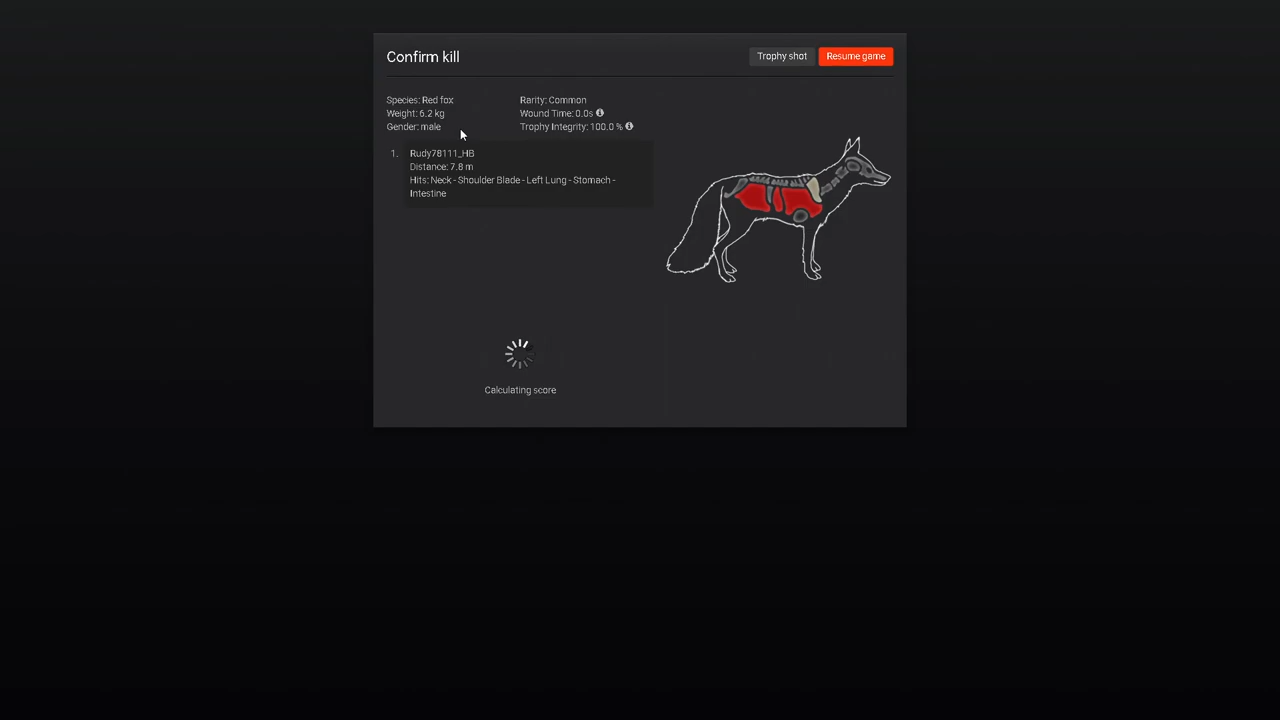 Confirm kill
Trophy shot
Resume game
Species: Red fox
Rarity: Common
Weight: 6.2 kg
Wound Time: 0.0s
Gender: male
Trophy Integrity: 100.0 %
1.
Rudy78111_HB
Distance: 7.8 m
Hits: Neck - Shoulder Blade - Left Lung - Stomach -
Intestine
Calculating score